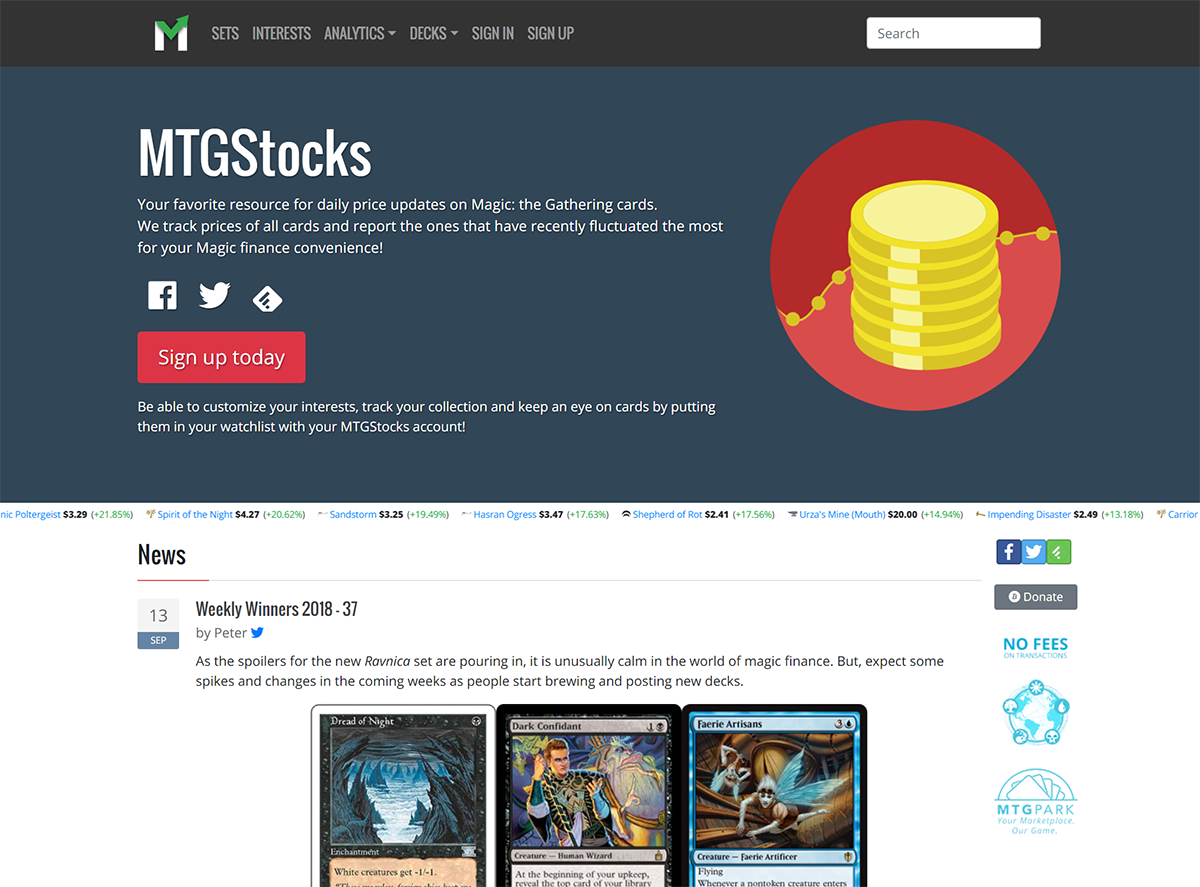 SETS INTERESTS ANALYTICS DECKS SIGN IN SIGN UP Search
MTGStocks
Your favorite resource for daily price updates on Magic: the Gathering cards.
We track prices of all cards and report the ones that have recently fluctuated the most
for your Magic finance convenience!
Sign up today
Be able to customize your interests, track your collection and keep an eye on cards by putting
them in your watchlist with your MTGStocks account!
nic Poltergeist $3.29 (+21.85%) Spirit of the Night $4.27 (+20.62%) Sandstorm $3.25 (+19.49%) Hasran Ogress $3.47 (+17.63%) Shepherd of Rot $2.41 (+17.56%) Urza's Mine (Mouth) $20.00 (+14.94%) Impending Disaster $2.49 (+13.18%) Carrior
News
Donate
13
SEP
Weekly Winners 2018 - 37
by Peter
As the spoilers for the new Ravnica set are pouring in, it is unusually calm in the world of magic finance. But, expect some
spikes and changes in the coming weeks as people start brewing and posting new decks.
NO FEES
ON TRANSACTIONS
MTGPARK
Your Marketplace.
Our Game.
Dread of Night
Enchantment
White creatures get -1/-1.
Dark Confidant 1
Creature — Human Wizard
At the beginning of your upkeep,
reveal the top card of your library
Faerie Artisans 3
Creature — Faerie Artificer
Flying
Whenever a nontoken creature enters